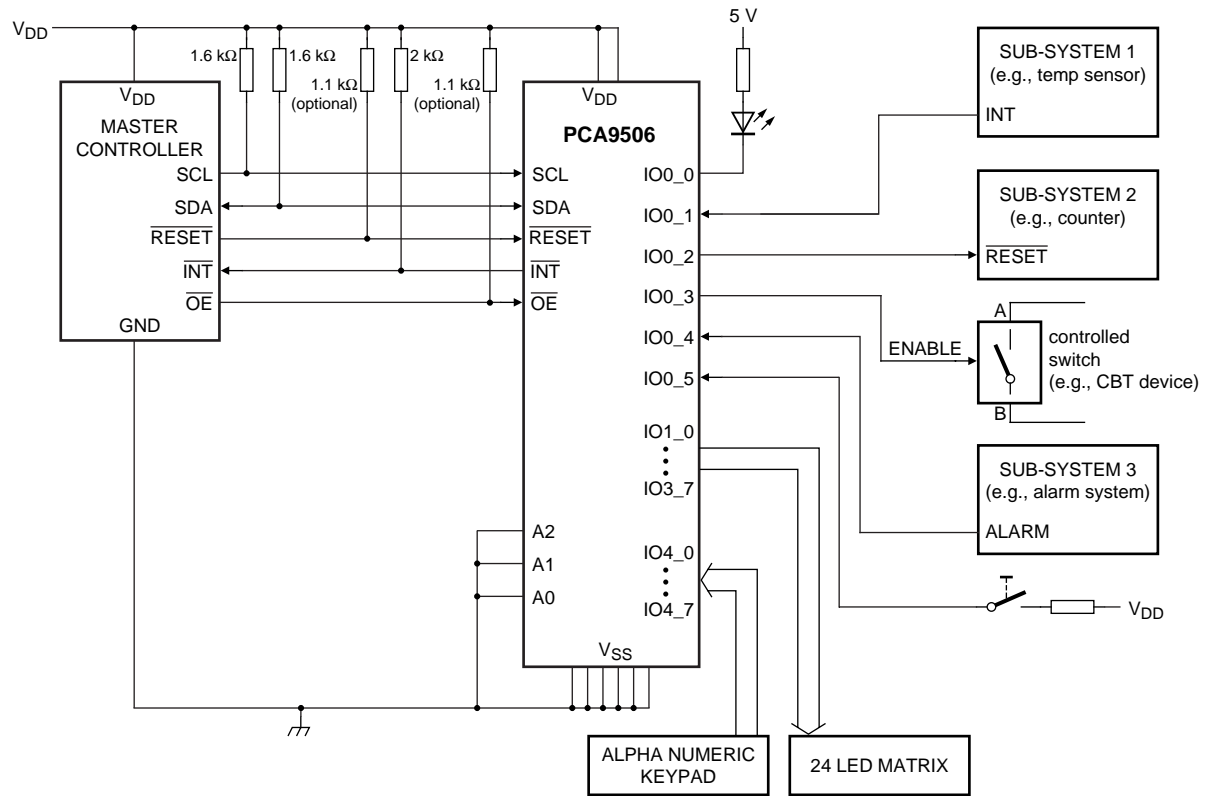 VDD
1.6 kΩ
1.6 kΩ
1.1 kΩ
(optional)
2 kΩ
1.1 kΩ
(optional)
5 V
VDD
MASTER
CONTROLLER
SCL
SDA
RESET
INT
OE
GND
VDD
PCA9506
SCL
SDA
RESET
INT
OE
A2
A1
A0
VSS
IO0_0
IO0_1
IO0_2
IO0_3
IO0_4
IO0_5
IO1_0
IO3_7
IO4_0
IO4_7
SUB-SYSTEM 1
(e.g., temp sensor)
INT
SUB-SYSTEM 2
(e.g., counter)
RESET
ENABLE
A
B
controlled
switch
(e.g., CBT device)
SUB-SYSTEM 3
(e.g., alarm system)
ALARM
VDD
ALPHA NUMERIC
KEYPAD
24 LED MATRIX